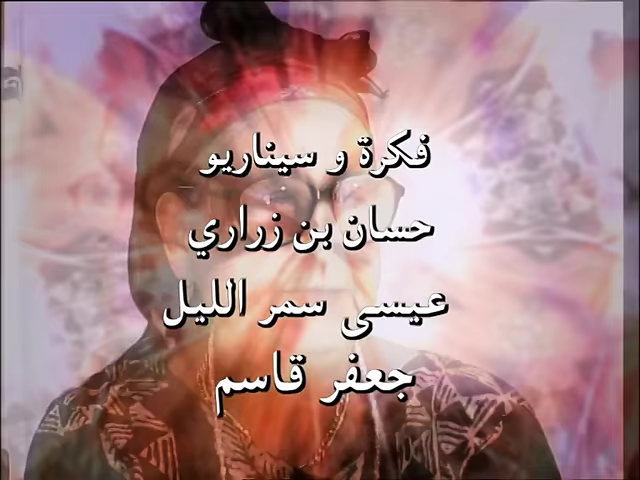 فكرة و سيناريو
حسان بن زراري
عيسى سمر الليل
جعفر قاسم